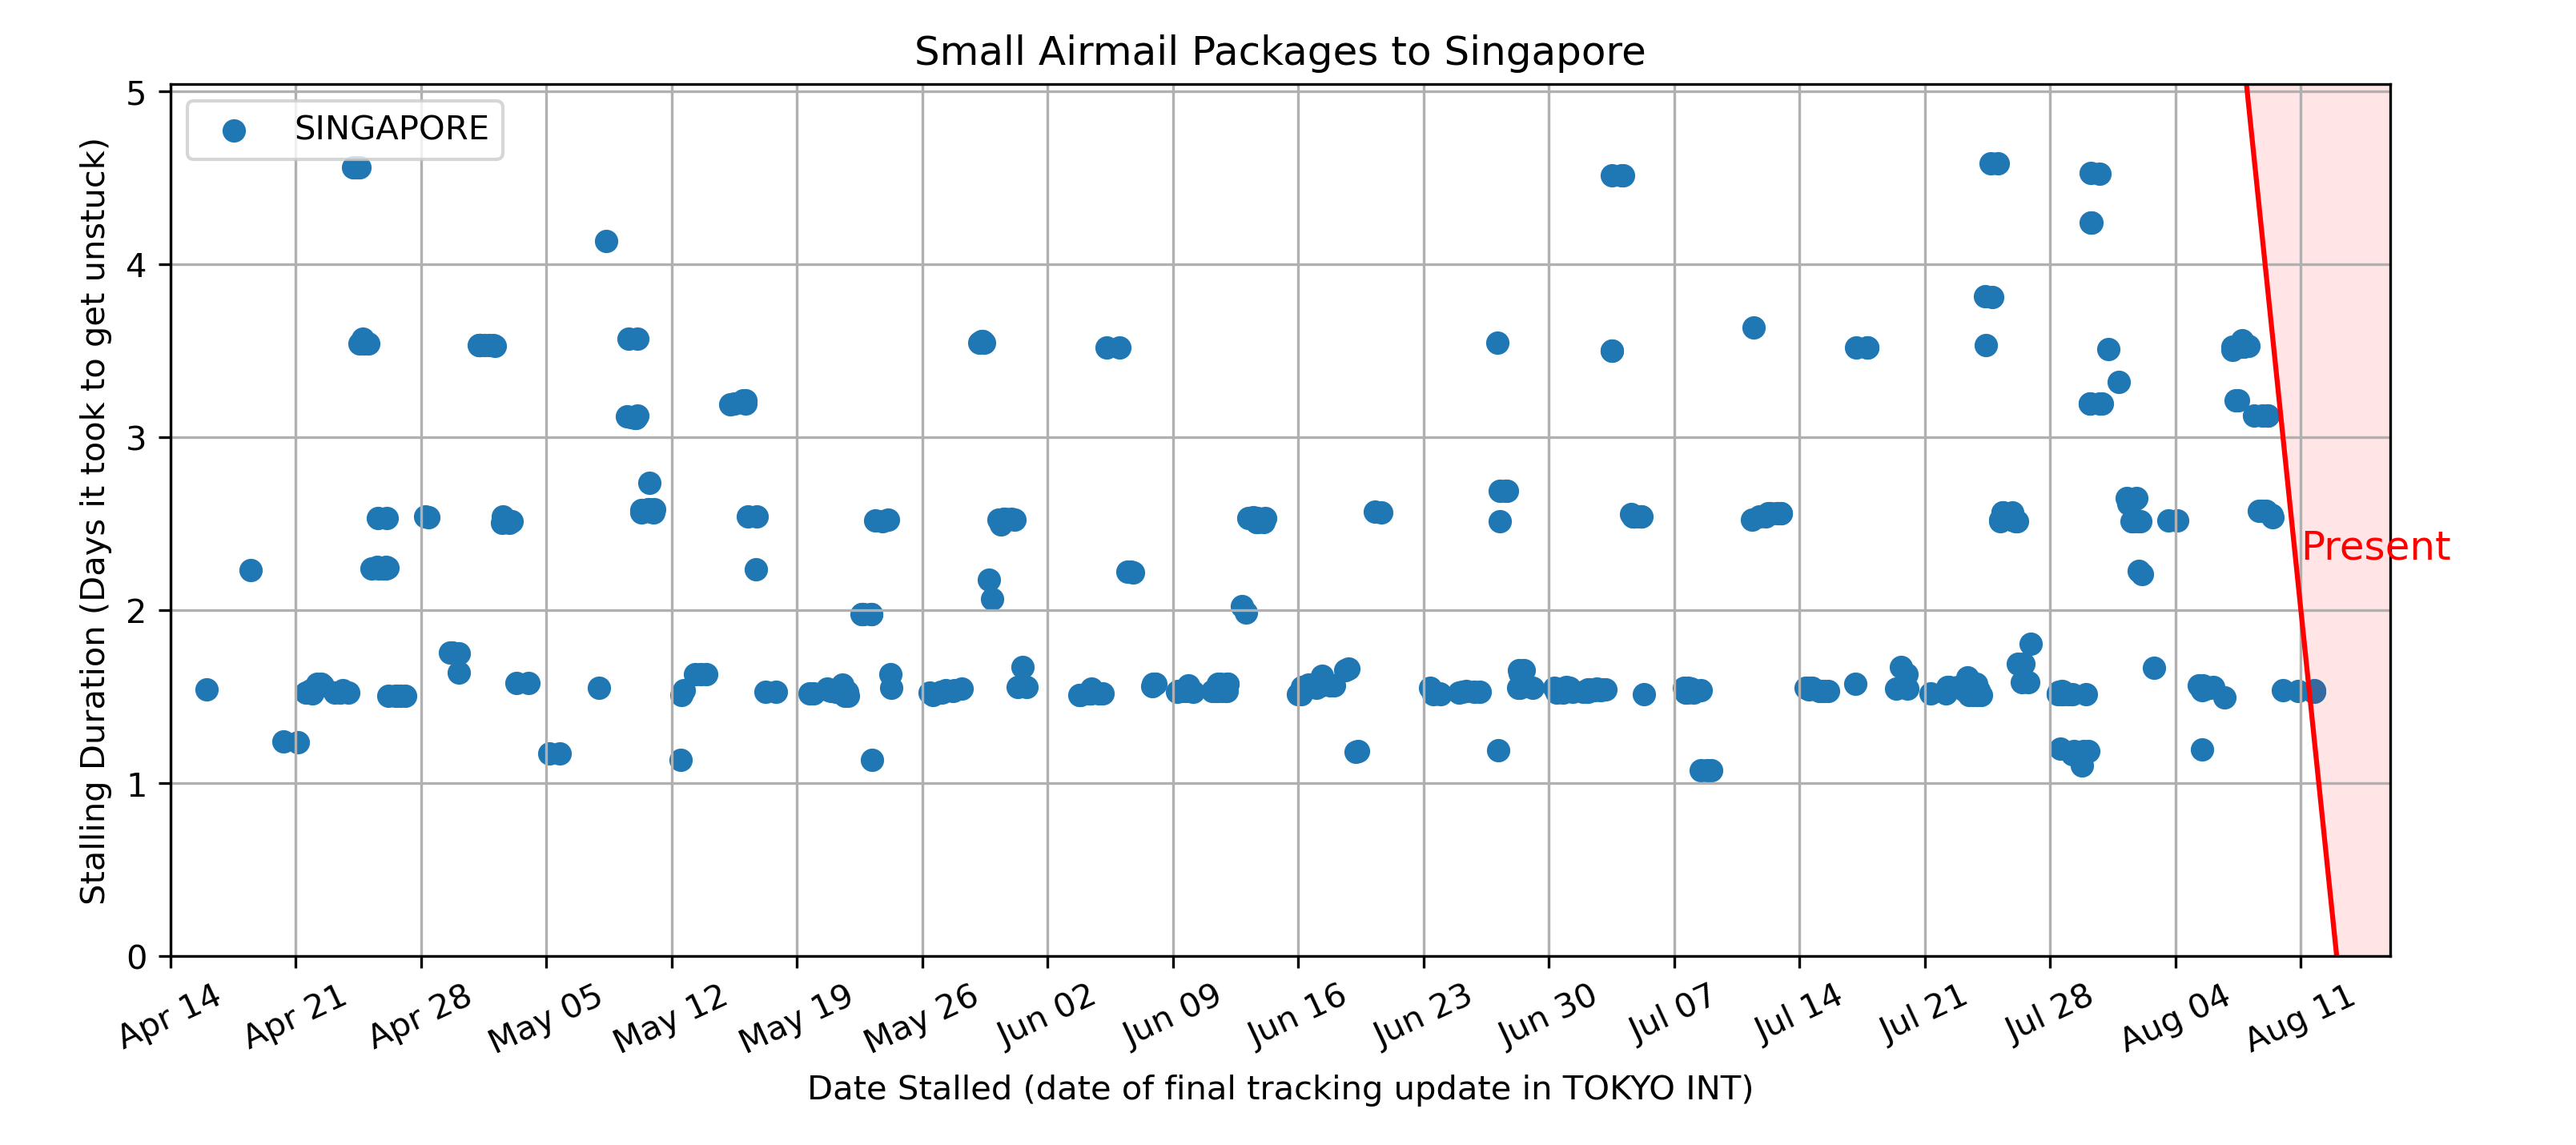 Small Airmail Packages to Singapore
SINGAPORE
Stalling Duration (Days it took to get unstuck)
5
4
3
2
1
0
Present
Apr 14
Apr 21
Apr 28
May 05
May 12
May 19
May 26
Jun 02
Jun 09
Jun 16
Jun 23
Jun 30
Jul 07
Jul 14
Jul 21
Jul 28
Aug 04
Aug 11
Date Stalled (date of final tracking update in TOKYO INT)